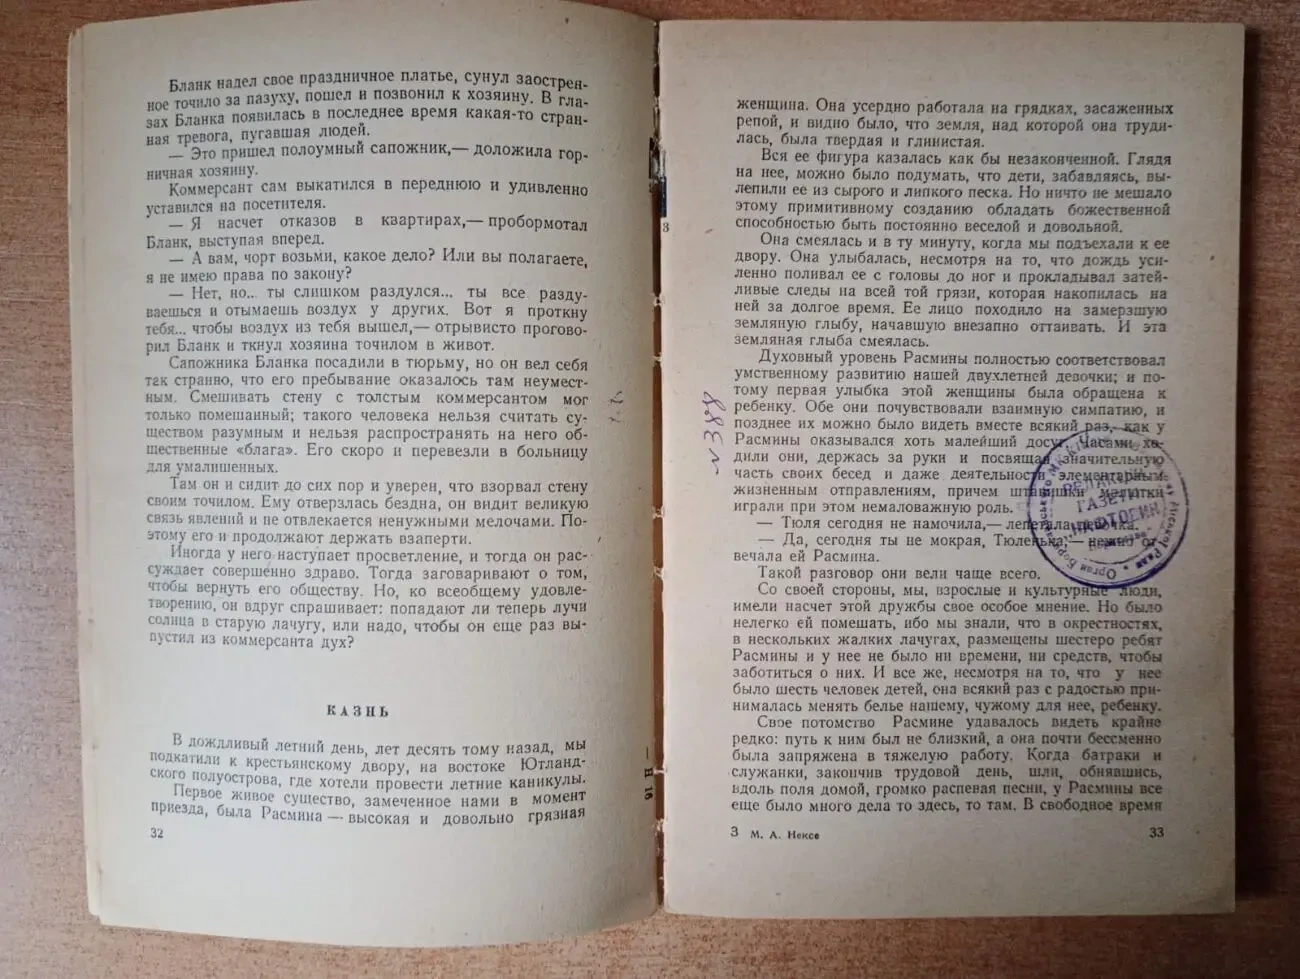 Бланк надел свое праздничное платье, сунул заострен-
ное точило за пазуху, пошел и позвонил к хозяину. В гла-
зах Бланка появилась в последнее время какая-то стран-
ная тревога, пугавшая людей.
— Это пришел полоумный сапожник,— доложила гор-
ничная хозяину.
Коммерсант сам выкатился в переднюю и удивленно
уставился на посетителя.
— Я насчет отказов в квартирах,— пробормотал
Бланк, выступая вперед.
— А вам, чорт возьми, какое дело? Или вы полагаете,
я не имею права по закону?
— Нет, но.. ты слишком раздулся... ты все разду-
ваешься и отымаешь воздух у других. Вот я проткну
тебя... чтобы воздух из тебя вышел,— отрывисто прогово-
рил Бланк и ткнул хозяина точилом в живот.
Сапожника Бланка посадили в тюрьму, но он вел себя
так странно, что его пребывание оказалось там неумест-
ным. Смешивать стену с толстым коммерсантом мог
только помешанный; такого человека нельзя считать су-
ществом разумным и нельзя распространять на него об-
щественные «блага». Его скоро и перевезли в больницу
для умалишенных.
Там он и сидит до сих пор и уверен, что взорвал стену
своим точилом. Ему отверзлась бездна, он видит великую
связь явлений и не отвлекается ненужными мелочами. По-
этому его и продолжают держать взаперти.
Иногда у него наступает просветление, и тогда он рас-
суждает совершенно здраво. Тогда заговаривают о том,
чтобы вернуть его обществу. Но, ко всеобщему удовле-
творению, он вдруг спрашивает: попадают ли теперь лучи
солнца в старую лачугу, или надо, чтобы он еще раз вы-
пустил из коммерсанта дух?
КАЗНЬ
В дождливый летний день, лет десять тому назад, мы
подкатили к крестьянскому двору, на востоке Ютланд-
ского полуострова, где хотели провести летние каникулы.
Первое живое существо, замеченное нами в момент
приезда, была Расмина — высокая и довольно грязная
32
женщина. Она усердно работала на грядках, засаженных
репой, и видно было, что земля, над которой она труди-
лась, была твердая и глинистая.
Вся ее фигура казалась как бы незаконченной. Глядя
на нее, можно было подумать, что дети, забавляясь, вы-
лепили ее из сырого и липкого песка. Но ничто не мешало
этому примитивному созданию обладать божественной
способностью быть постоянно веселой и довольной.
Она смеялась и в ту минуту, когда мы подъехали к ее
двору. Она улыбалась, несмотря на то, что дождь уси-
ленно поливал ее с головы до ног и прокладывал затей-
ливые следы на всей той грязи, которая накопилась на
ней за долгое время. Ее лицо походило на замерзшую
земляную глыбу, начавшую внезапно оттаивать. И эта
земляная глыба смеялась.
Духовный уровень Расмины полностью соответствовал
умственному развитию нашей двухлетней девочки; и по-
тому первая улыбка этой женщины была обращена к
ребенку. Обе они почувствовали взаимную симпатию, и
позднее их можно было видеть вместе всякий раз, как у
Расмины оказывался хоть малейший досуг. Часами хо-
дили они, держась за руки и посвящая значительную
часть своих бесед и даже деятельности элементарным
жизненным отправлениям, причем штанишки малютки
играли при этом немаловажную роль.
— Тюля сегодня не намочила,— лепетала девочка.
— Да, сегодня ты не мокрая, Тюленька,— нежно от-
вечала ей Расмина.
Такой разговор они вели чаще всего.
Со своей стороны, мы, взрослые и культурные люди,
имели насчет этой дружбы свое особое мнение. Но было
нелегко ей помешать, ибо мы знали, что в окрестностях,
в нескольких жалких лачугах, размещены шестеро ребят
Расмины и у нее не было ни времени, ни средств, чтобы
заботиться о них. И все же, несмотря на то, что у нее
было шесть человек детей, она всякий раз с радостью при-
нималась менять белье нашему, чужому для нее, ребенку.
Свое потомство Расмине удавалось видеть крайне
редко: путь к ним был не близкий, а она почти бессменно
была запряжена в тяжелую работу. Когда батраки и
служанки, закончив трудовой день, шли, обнявшись,
вдоль поля домой, громко распевая песни, у Расмины все
еще было много дела то здесь, то там. В свободное время
3 М. А. Нексе
33
№ 388
ГАЗЕТИ